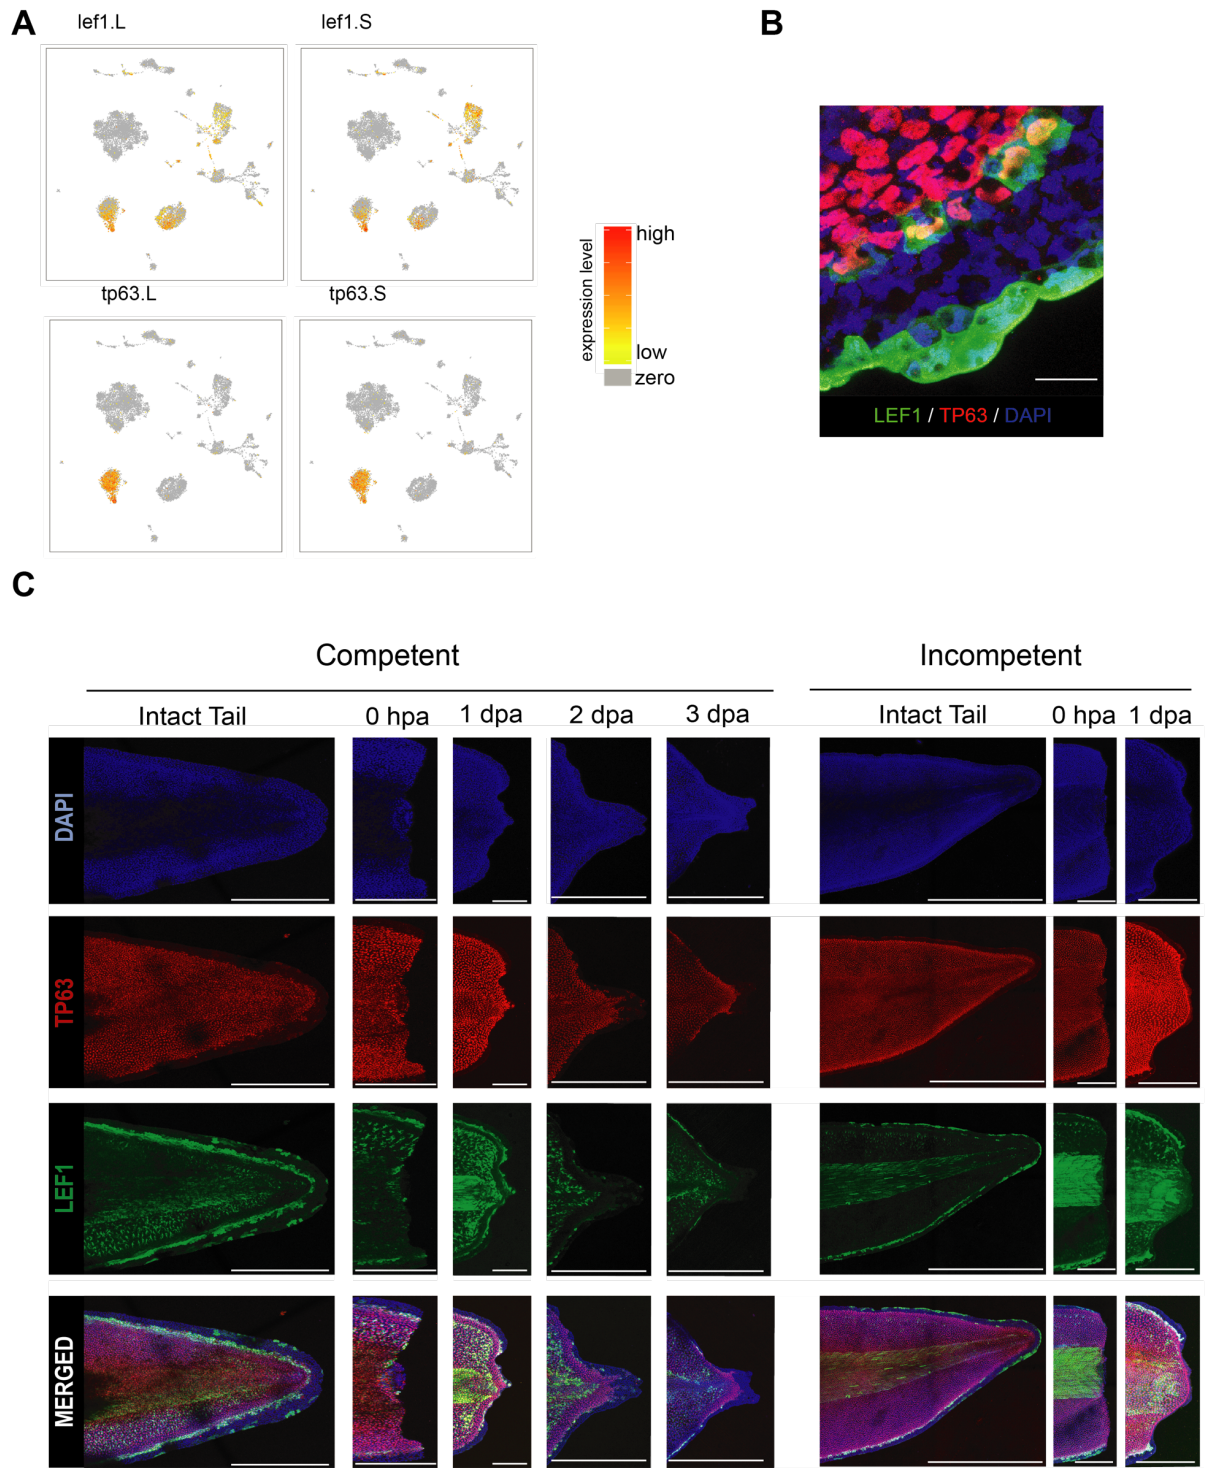 A
lef1.L
lef1.S
B
tp63.L
tp63.S
expression level
high
low
zero
LEF1 / TP63 / DAPI
C
Competent
Incompetent
Intact Tail
0 hpa
1 dpa
2 dpa
3 dpa
Intact Tail
0 hpa
1 dpa
DAPI
TP63
LEF1
MERGED